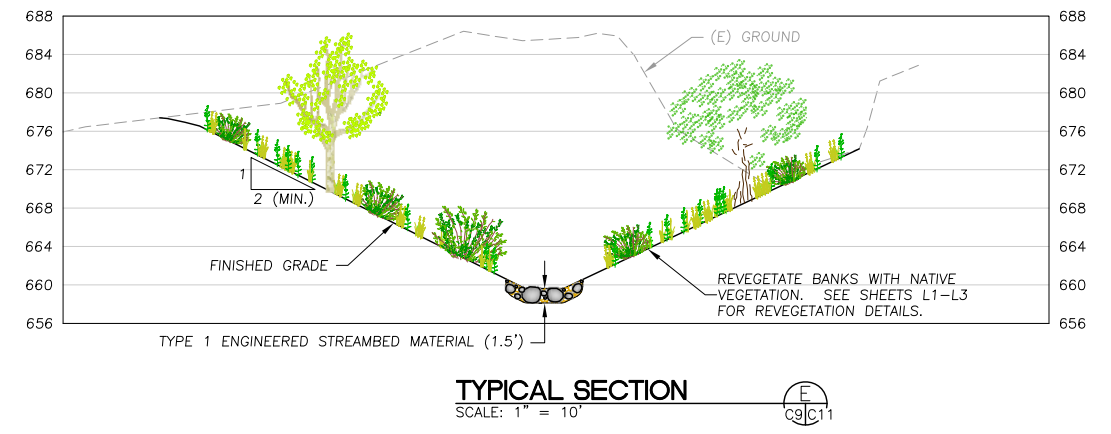 688
684
680
676
672
668
664
660
656
688
684
680
676
672
668
664
660
656
(E) GROUND
1
2 (MIN.)
FINISHED GRADE
REVEGETATE BANKS WITH NATIVE
VEGETATION. SEE SHEETS L1-L3
FOR REVEGETATION DETAILS.
TYPE 1 ENGINEERED STREAMBED MATERIAL (1.5')
TYPICAL SECTION
SCALE: 1" = 10'
E
C9 C11